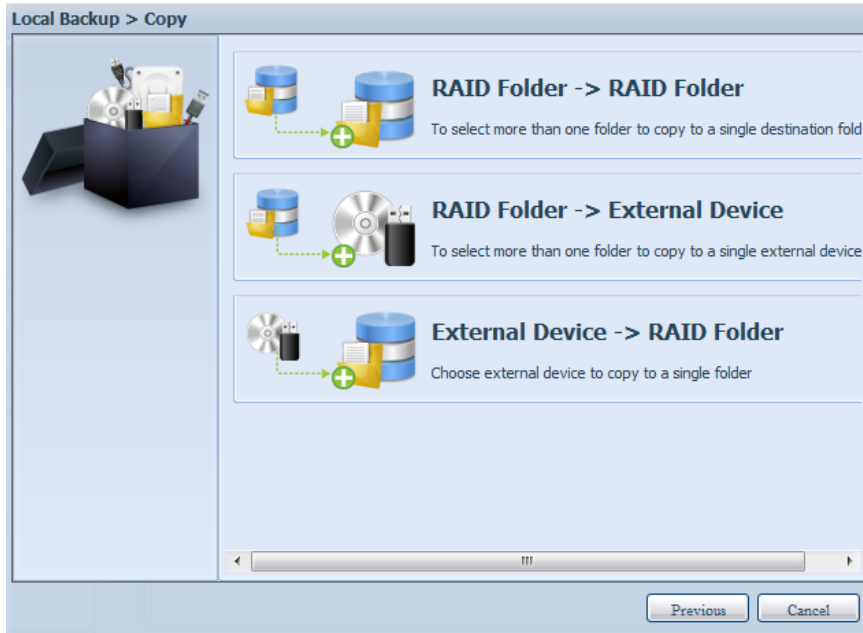 Local Backup > Copy
RAID Folder -> RAID Folder
To select more than one folder to copy to a single destination fold
RAID Folder -> External Device
To select more than one folder to copy to a single external device
External Device -> RAID Folder
Choose external device to copy to a single folder
Previous
Cancel